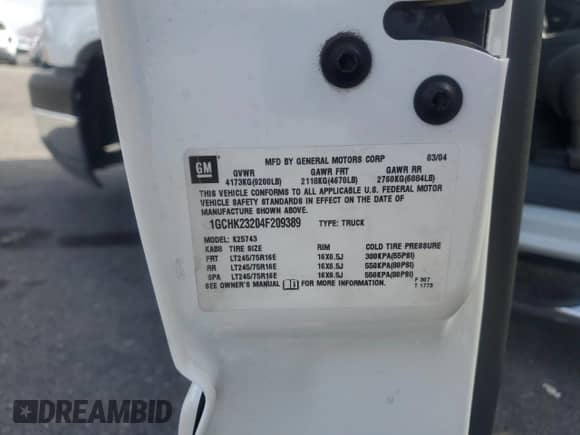 GM
MFD BY GENERAL MOTORS CORP 03/04
GVWR GAWR FRT GAWR RR
4173KG(9200LB) 2118KG(4670LB) 2760KG(6084LB)
THIS VEHICLE CONFORMS TO ALL APPLICABLE U.S. FEDERAL MOTOR
VEHICLE SAFETY STANDARDS IN EFFECT ON THE DATE OF
MANUFACTURE SHOWN ABOVE.
1GCHK23204F209389 TYPE: TRUCK
MODEL: K25743
KABB TIRE SIZE RIM COLD TIRE PRESSURE
FRT LT245/75R16E 16X6.5J 380KPA(55PSI)
RR LT245/75R16E 16X6.5J 550KPA(80PSI)
SPA LT245/75R16E 16X6.5J 550KPA(80PSI)
SEE OWNER'S MANUAL FOR MORE INFORMATION.
F 307
T 1773
DREAMBID